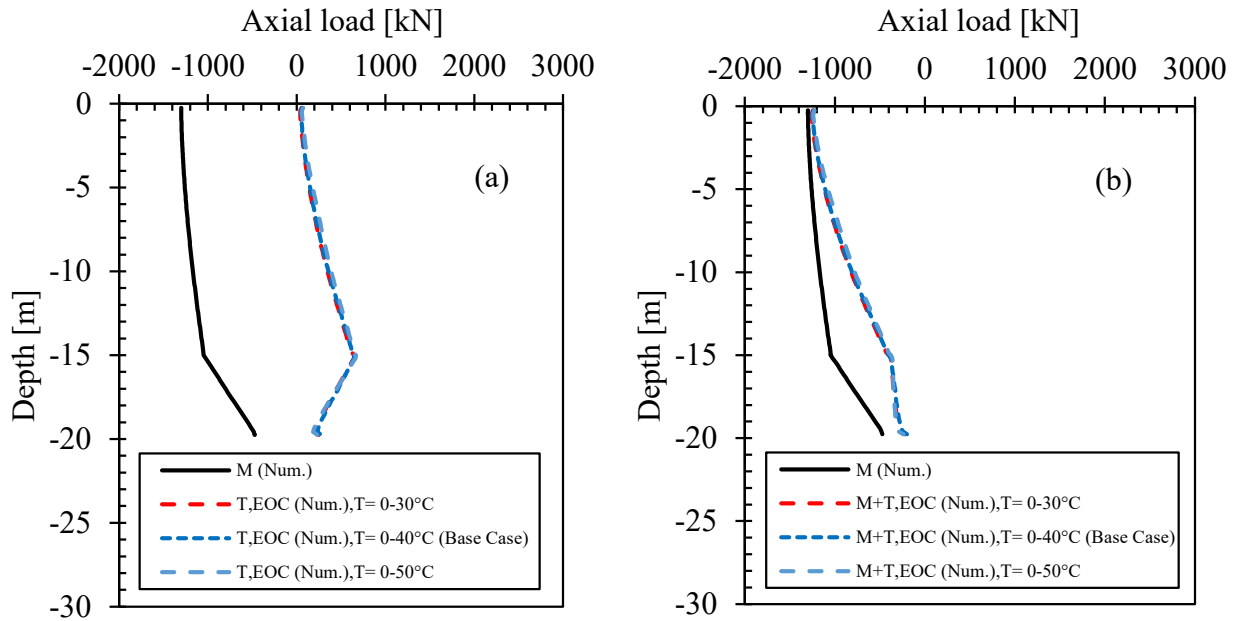 Axial load [kN]
-2000 -1000 0 1000 2000 3000
0
-5
-10
-15
-20
-25
-30
Depth [m]
(a)
M (Num.)
T,EOC (Num.),T= 0-30°C
T,EOC (Num.),T= 0-40°C (Base Case)
T,EOC (Num.),T= 0-50°C
Axial load [kN]
-2000 -1000 0 1000 2000 3000
0
-5
-10
-15
-20
-25
-30
Depth [m]
(b)
M (Num.)
M+T,EOC (Num.),T= 0-30°C
M+T,EOC (Num.),T= 0-40°C (Base Case)
M+T,EOC (Num.),T= 0-50°C